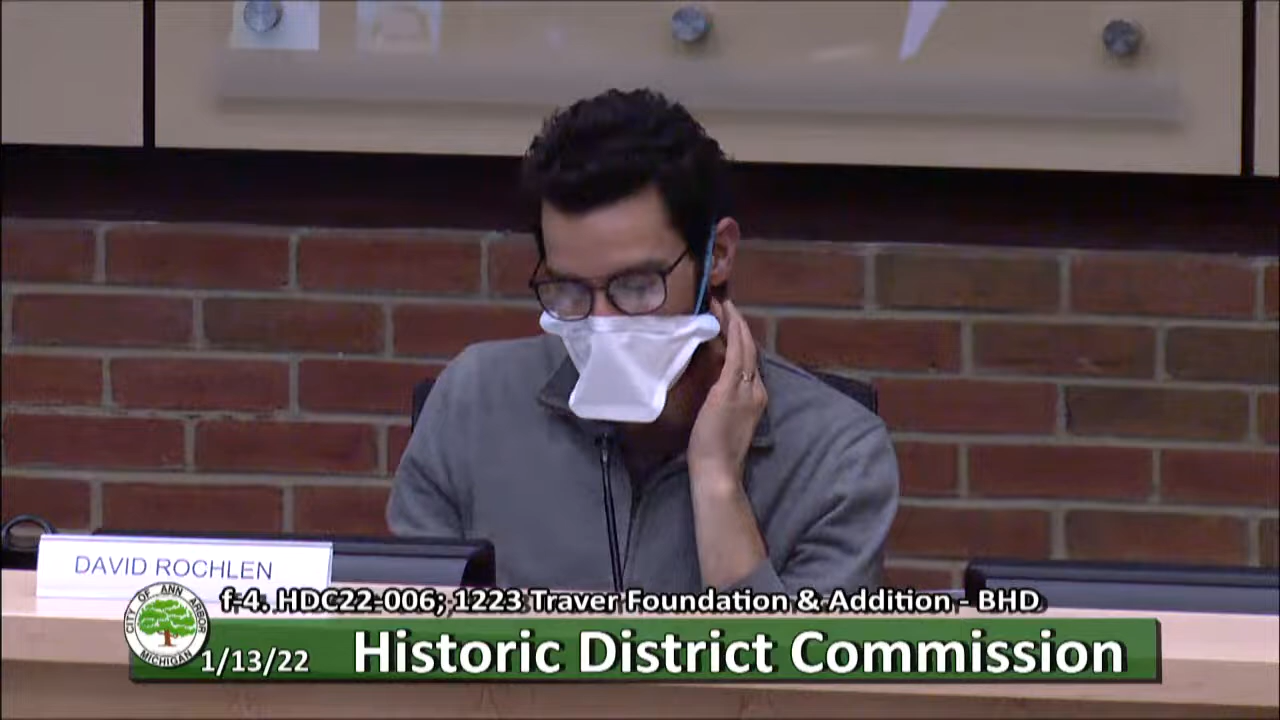 DAVID ROCHLEN
f-4. HDC22-006; 1223 Traver Foundation & Addition - BHD
CITY OF ANN ARBOR
MICHIGAN
1/13/22
Historic District Commission